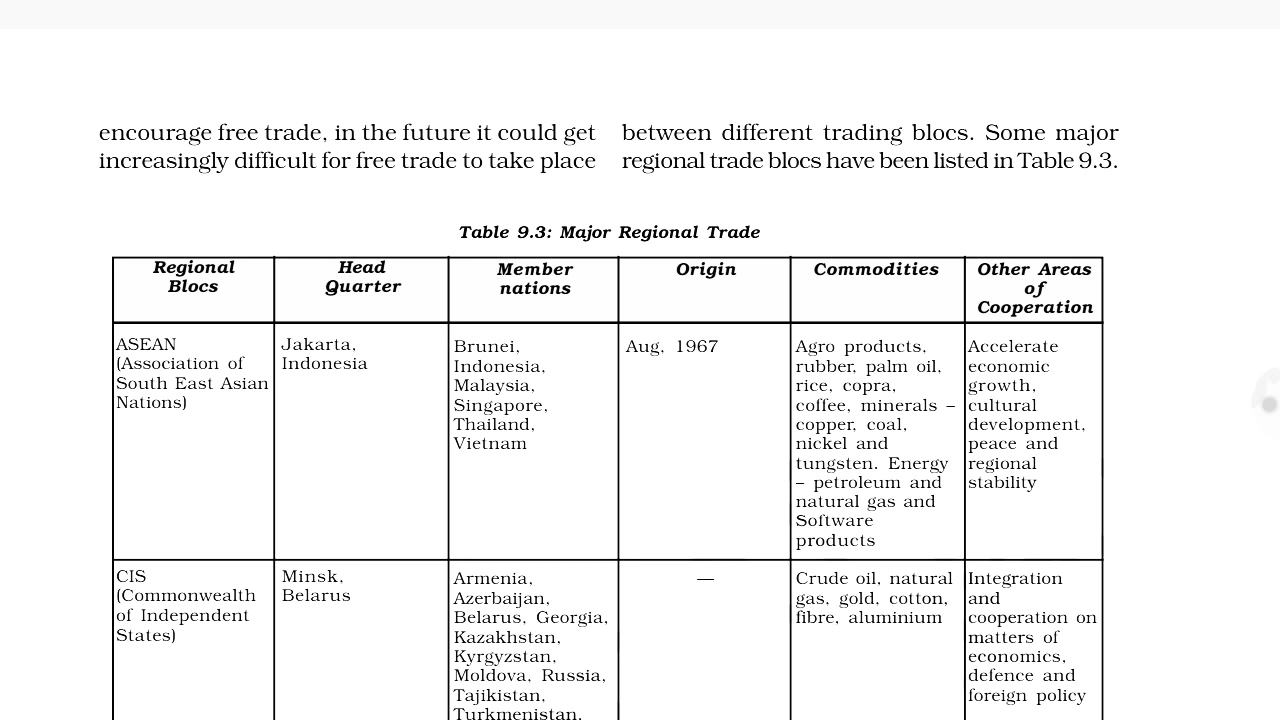 encourage free trade, in the future it could get
increasingly difficult for free trade to take place
between different trading blocs. Some major
regional trade blocs have been listed in Table 9.3.
Table 9.3: Major Regional Trade
Regional
Blocs
Head
Quarter
Member
nations
Origin
Commodities
Other Areas
of
Cooperation
ASEAN
(Association of
South East Asian
Nations)
Jakarta,
Indonesia
Brunei,
Indonesia,
Malaysia,
Singapore,
Thailand,
Vietnam
Aug, 1967
Agro products,
rubber, palm oil,
rice, copra,
coffee, minerals –
copper, coal,
nickel and
tungsten. Energy
– petroleum and
natural gas and
Software
products
Accelerate
economic
growth,
cultural
development,
peace and
regional
stability
CIS
(Commonwealth
of Independent
States)
Minsk,
Belarus
Armenia,
Azerbaijan,
Belarus, Georgia,
Kazakhstan,
Kyrgyzstan,
Moldova, Russia,
Tajikistan,
Turkmenistan,
—
Crude oil, natural
gas, gold, cotton,
fibre, aluminium
Integration
and
cooperation on
matters of
economics,
defence and
foreign policy